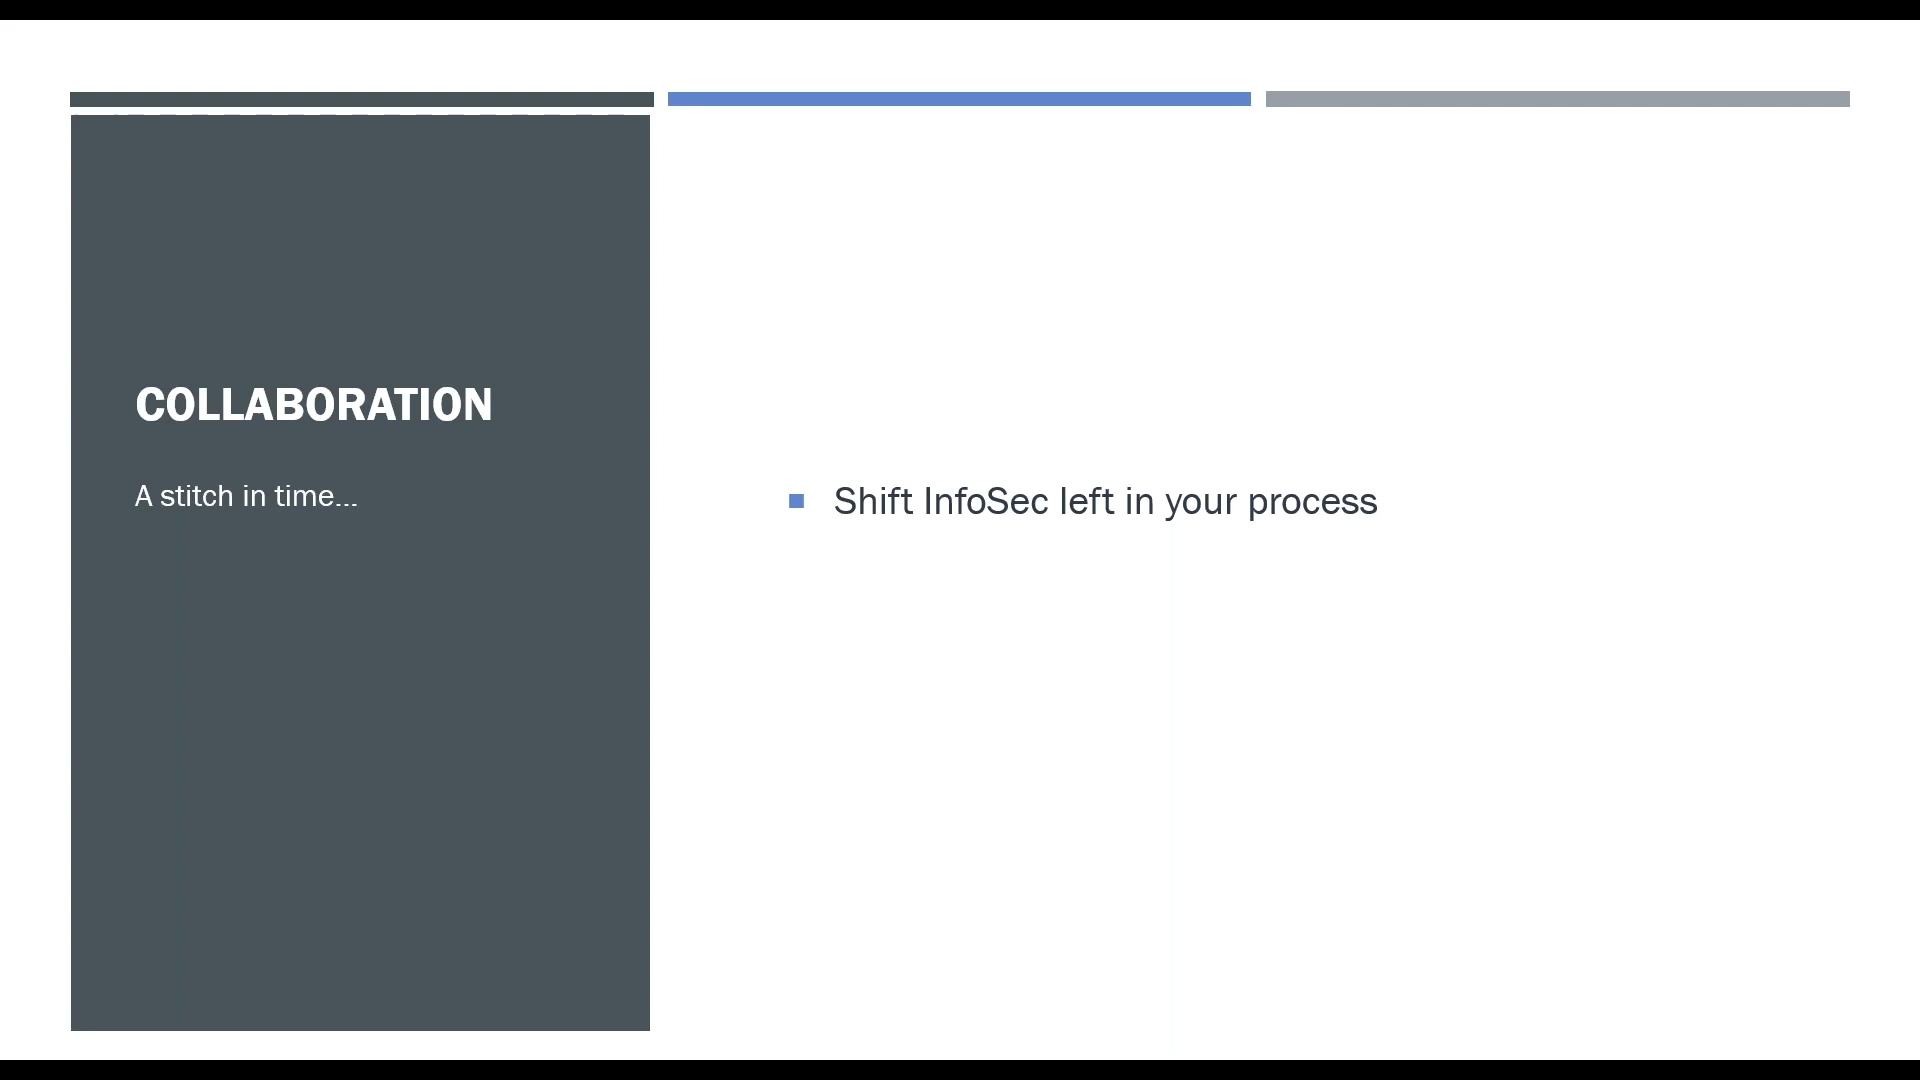 COLLABORATION
A stitch in time...
Shift InfoSec left in your process